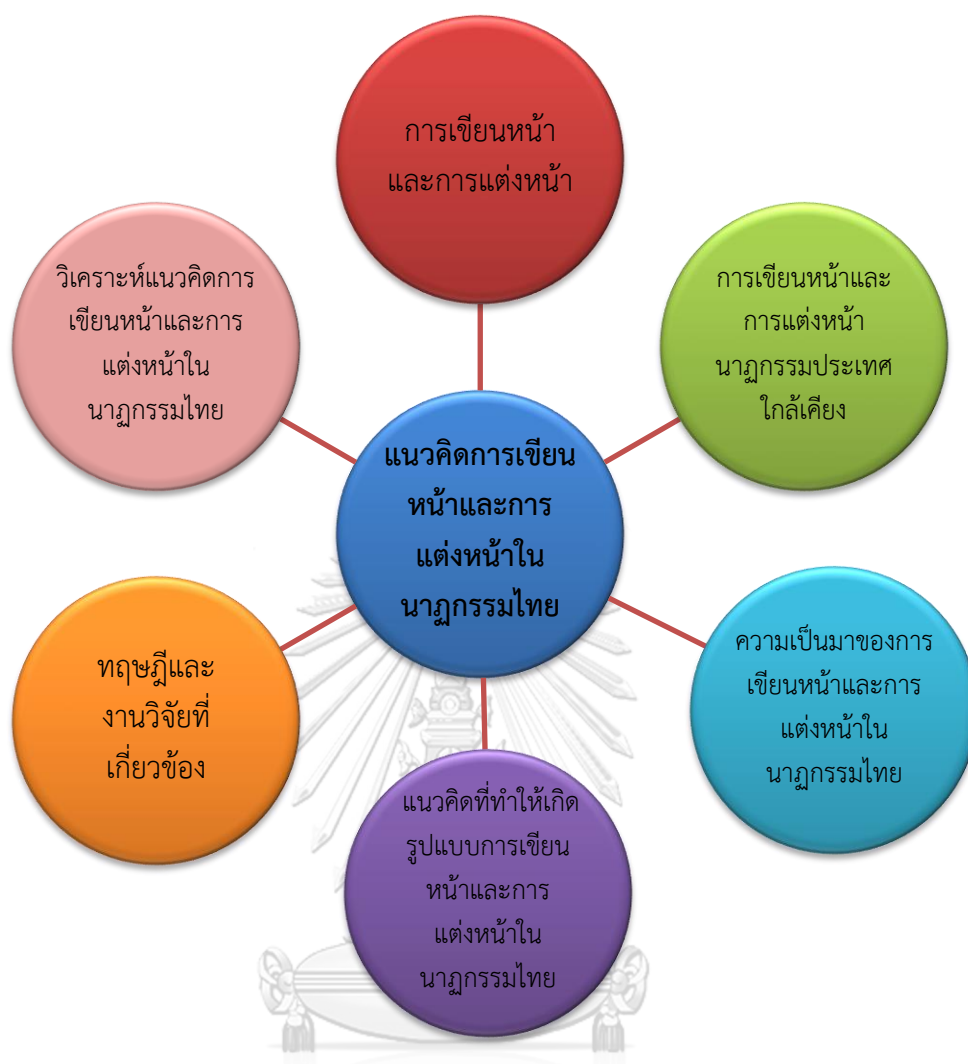 การเขียนหน้า
และการแต่งหน้า
การเขียนหน้าและ
การแต่งหน้า
นาฏกรรมประเทศ
ใกล้เคียง
ความเป็นมาของการ
เขียนหน้าและการ
แต่งหน้าใน
นาฏกรรมไทย
แนวคิดที่ทำให้เกิด
รูปแบบการเขียน
หน้าและการ
แต่งหน้าใน
นาฏกรรมไทย
ทฤษฎีและ
งานวิจัยที่
เกี่ยวข้อง
วิเคราะห์แนวคิดการ
เขียนหน้าและการ
แต่งหน้าใน
นาฏกรรมไทย
แนวคิดการเขียน
หน้าและการ
แต่งหน้าใน
นาฏกรรมไทย